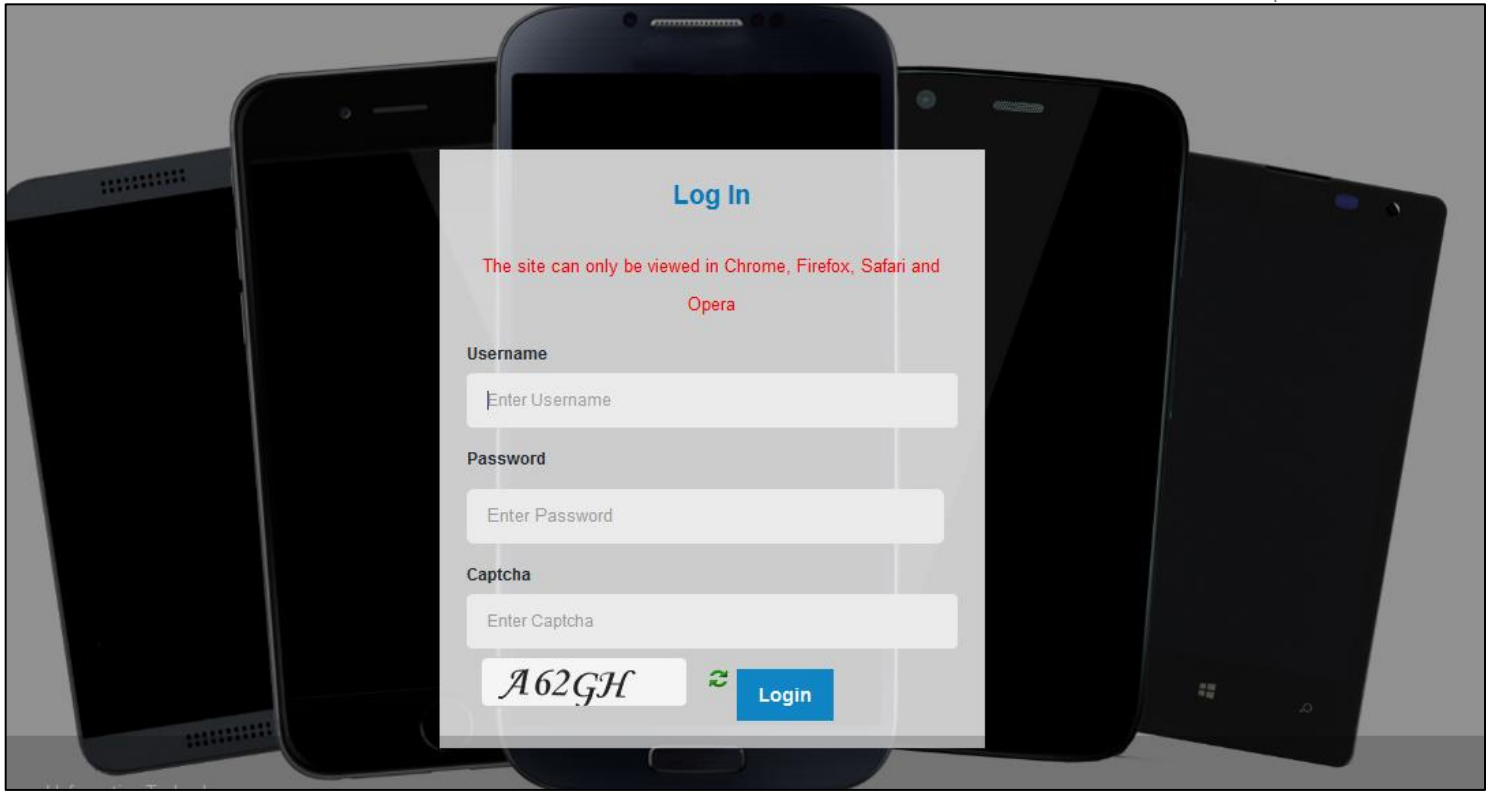 Log In
The site can only be viewed in Chrome, Firefox, Safari and
Opera
Username
Enter Username
Password
Enter Password
Captcha
Enter Captcha
A62GH
Login